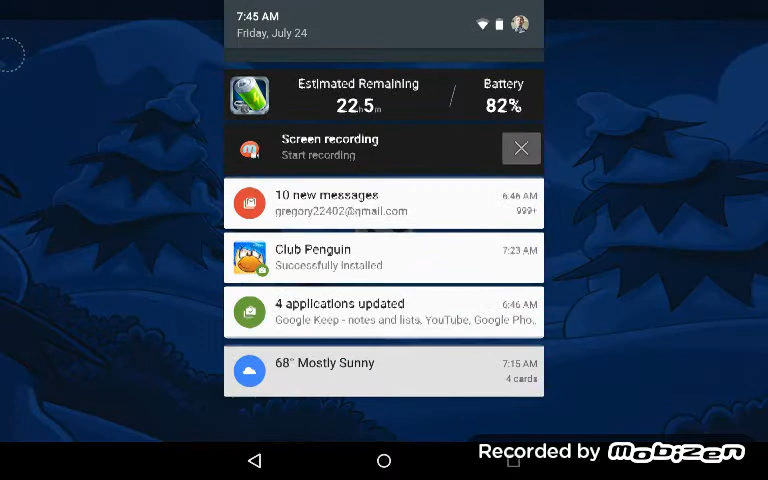 7:45 AM
Friday, July 24
Estimated Remaining
22h5m
Battery
82%
Screen recording
Start recording
10 new messages
6:46 AM
gregory22402@gmail.com
999+
Club Penguin
7:23 AM
Successfully installed
4 applications updated
6:46 AM
Google Keep - notes and lists, YouTube, Google Pho..
68° Mostly Sunny
7:15 AM
4 cards
Recorded by Mobizen